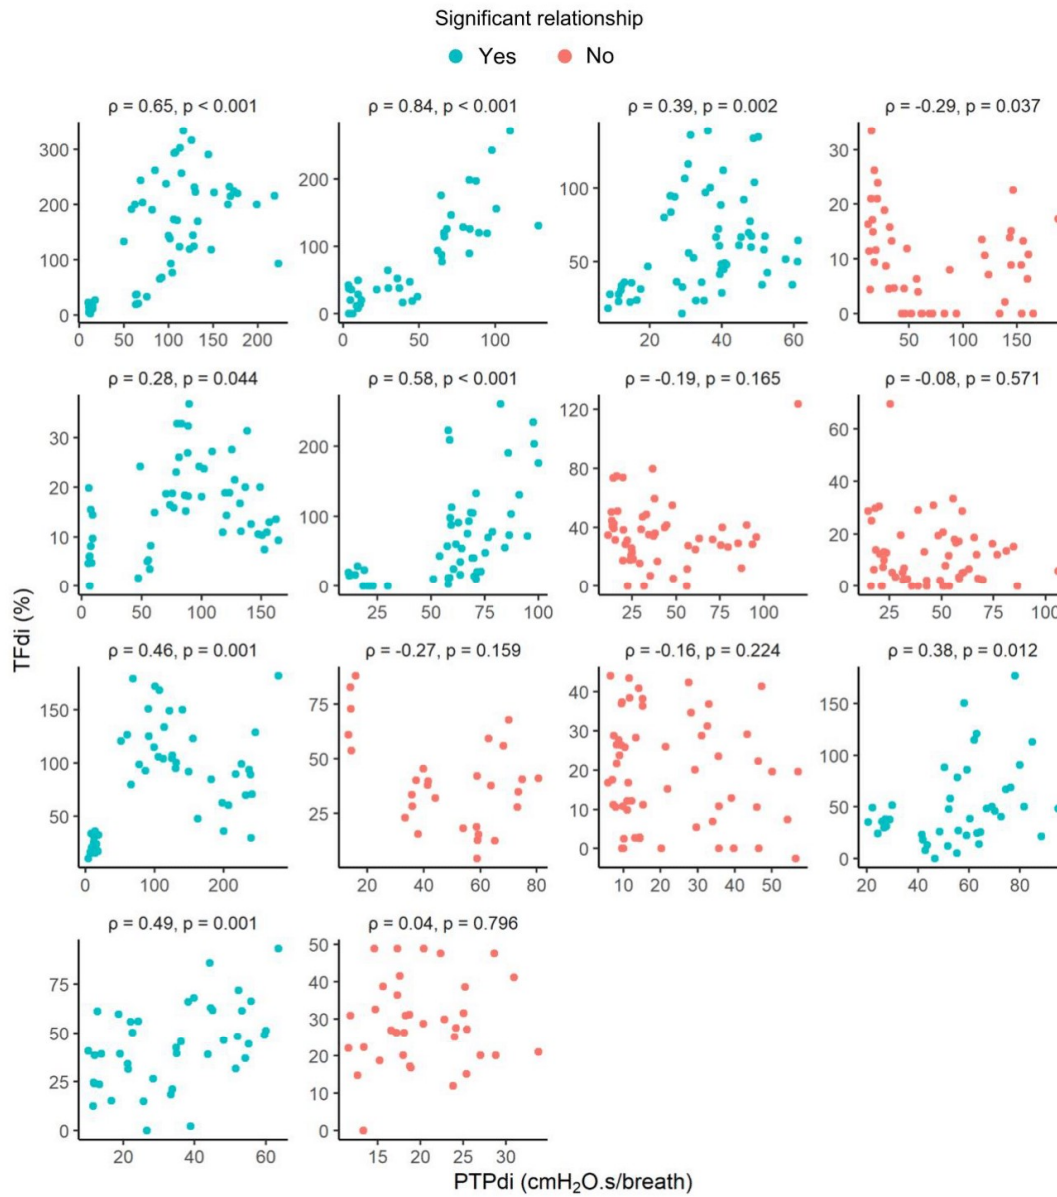 Significant relationship
Yes No
ρ = 0.65, p < 0.001 ρ = 0.84, p < 0.001 ρ = 0.39, p = 0.002 ρ = -0.29, p = 0.037
300 200 100 0
200 100 0
100 50
30 20 10 0
0 50 100 150 200 0 50 100 20 40 60 50 100 150
ρ = 0.28, p = 0.044 ρ = 0.58, p < 0.001 ρ = -0.19, p = 0.165 ρ = -0.08, p = 0.571
30 20 10 0
200 100 0
120 80 40 0
60 40 20 0
0 50 100 150 25 50 75 100 25 50 75 100 25 50 75 100
TFdi (%)
ρ = 0.46, p = 0.001 ρ = -0.27, p = 0.159 ρ = -0.16, p = 0.224 ρ = 0.38, p = 0.012
150 100 50 0
75 50 25
40 30 20 10 0
150 100 50 0
0 100 200 20 40 60 80 10 20 30 40 50 20 40 60 80
ρ = 0.49, p = 0.001 ρ = 0.04, p = 0.796
75 50 25 0
50 40 30 20 10 0
20 40 60 15 20 25 30
PTPdi (cmH₂O.s/breath)